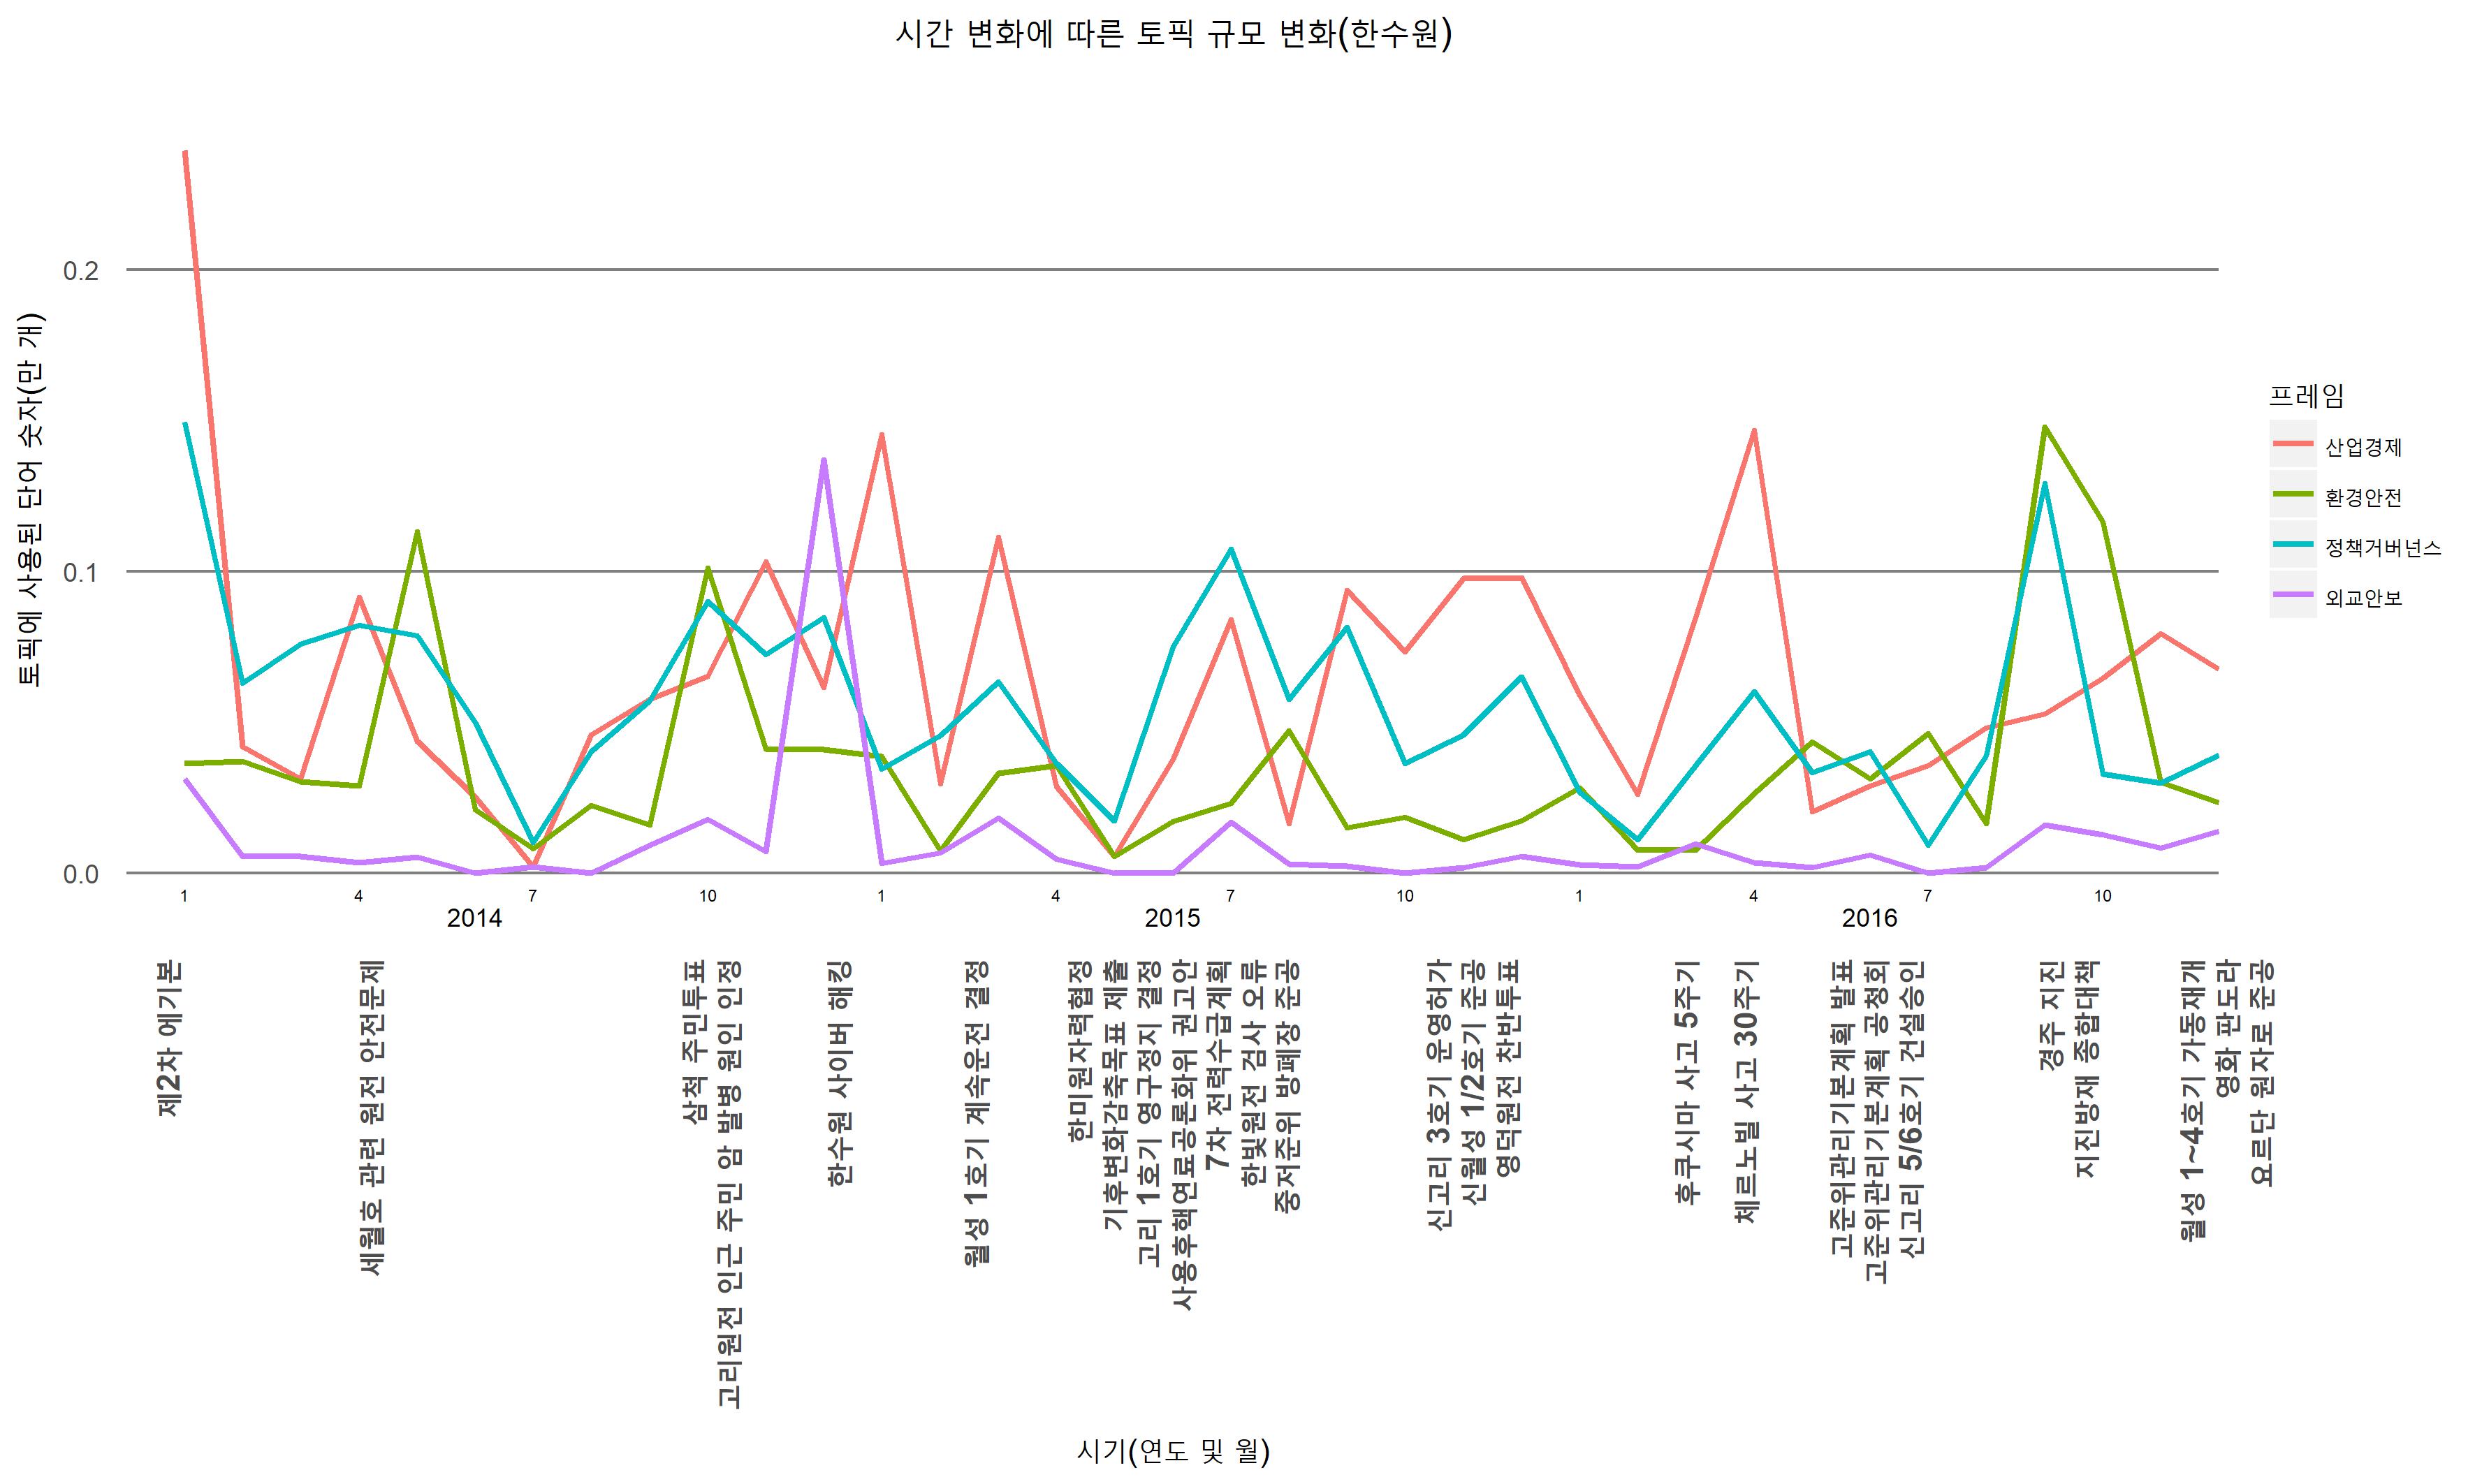 시간 변화에 따른 토픽 규모 변화(한수원)
토픽에 사용된 단어 숫자(만 개)
0.2
0.1
0.0
1
4
7
10
1
4
7
10
1
4
7
10
2014
2015
2016
제2차 에기본
세월호 관련 원전 안전문제
삼척 주민투표
고리원전 인근 주민 암 발병 원인 인정
한수원 사이버 해킹
월성 1호기 계속운전 결정
한미원자력협정
기후변화감축목표 제출
고리 1호기 영구정지 결정
사용후핵연료공론화위 권고안
7차 전력수급계획
한빛원전 검사 오류
중저준위 방폐장 준공
신고리 3호기 운영허가
신월성 1/2호기 준공
영덕원전 찬반투표
후쿠시마 사고 5주기
체르노빌 사고 30주기
고준위관리기본계획 발표
고준위관리기본계획 공청회
신고리 5/6호기 건설승인
경주 지진
지진방재 종합대책
월성 1~4호기 가동재개
영화 판도라
요르단 원자로 준공
시기(연도 및 월)
프레임
산업경제
환경안전
정책거버넌스
외교안보